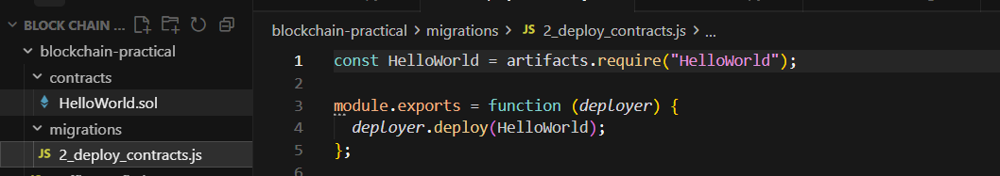 BLOCK CHAIN ...
blockchain-practical
contracts
HelloWorld.sol
migrations
JS 2_deploy_contracts.js
blockchain-practical > migrations > JS 2_deploy_contracts.js > ...
1 const HelloWorld = artifacts.require("HelloWorld");
2
3 module.exports = function (deployer) {
4 deployer.deploy(HelloWorld);
5 };
6